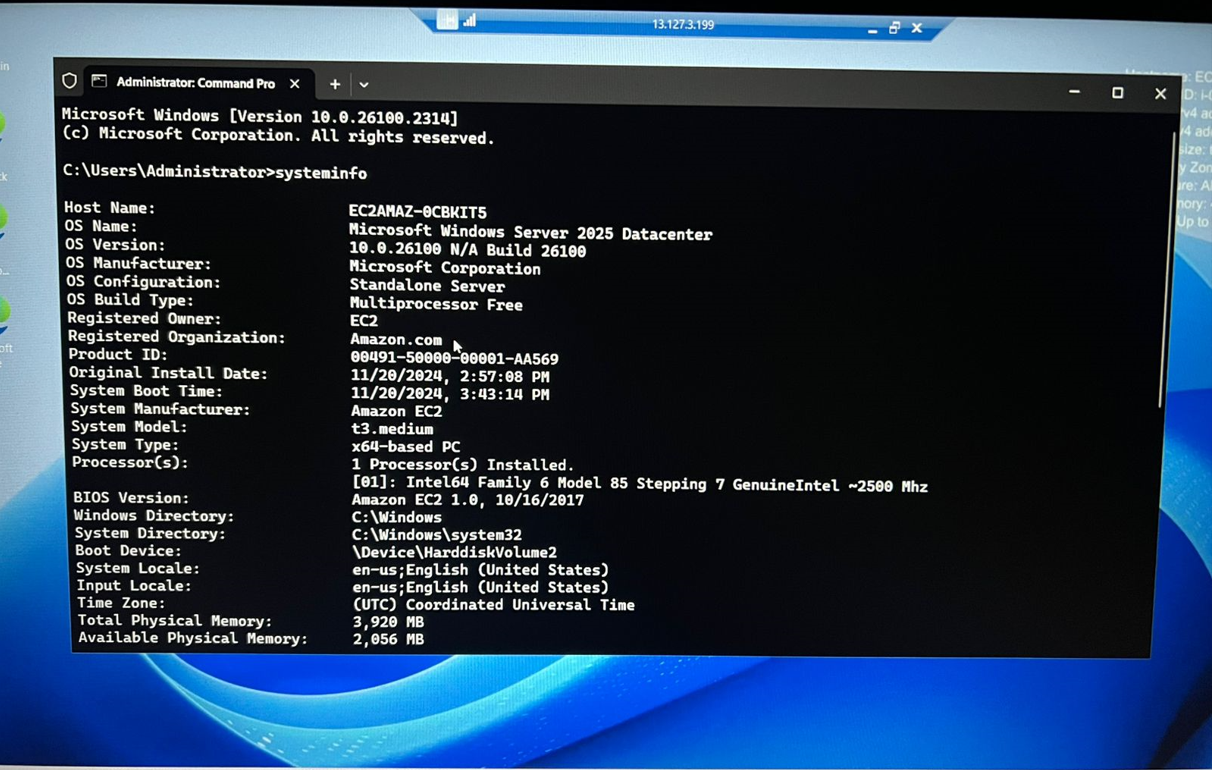 13.127.3.199
Administrator: Command Pro
Microsoft Windows [Version 10.0.26100.2314]
(c) Microsoft Corporation. All rights reserved.
C:\Users\Administrator>systeminfo
Host Name: EC2AMAZ-0CBKIT5
OS Name: Microsoft Windows Server 2025 Datacenter
OS Version: 10.0.26100 N/A Build 26100
OS Manufacturer: Microsoft Corporation
OS Configuration: Standalone Server
OS Build Type: Multiprocessor Free
Registered Owner: EC2
Registered Organization: Amazon.com
Product ID: 00491-50000-00001-AA569
Original Install Date: 11/20/2024, 2:57:08 PM
System Boot Time: 11/20/2024, 3:43:14 PM
System Manufacturer: Amazon EC2
System Model: t3.medium
System Type: x64-based PC
Processor(s): 1 Processor(s) Installed.
[01]: Intel64 Family 6 Model 85 Stepping 7 GenuineIntel ~2500 Mhz
BIOS Version: Amazon EC2 1.0, 10/16/2017
Windows Directory: C:\Windows
System Directory: C:\Windows\system32
Boot Device: \Device\HarddiskVolume2
System Locale: en-us;English (United States)
Input Locale: en-us;English (United States)
Time Zone: (UTC) Coordinated Universal Time
Total Physical Memory: 3,920 MB
Available Physical Memory: 2,056 MB
Up to